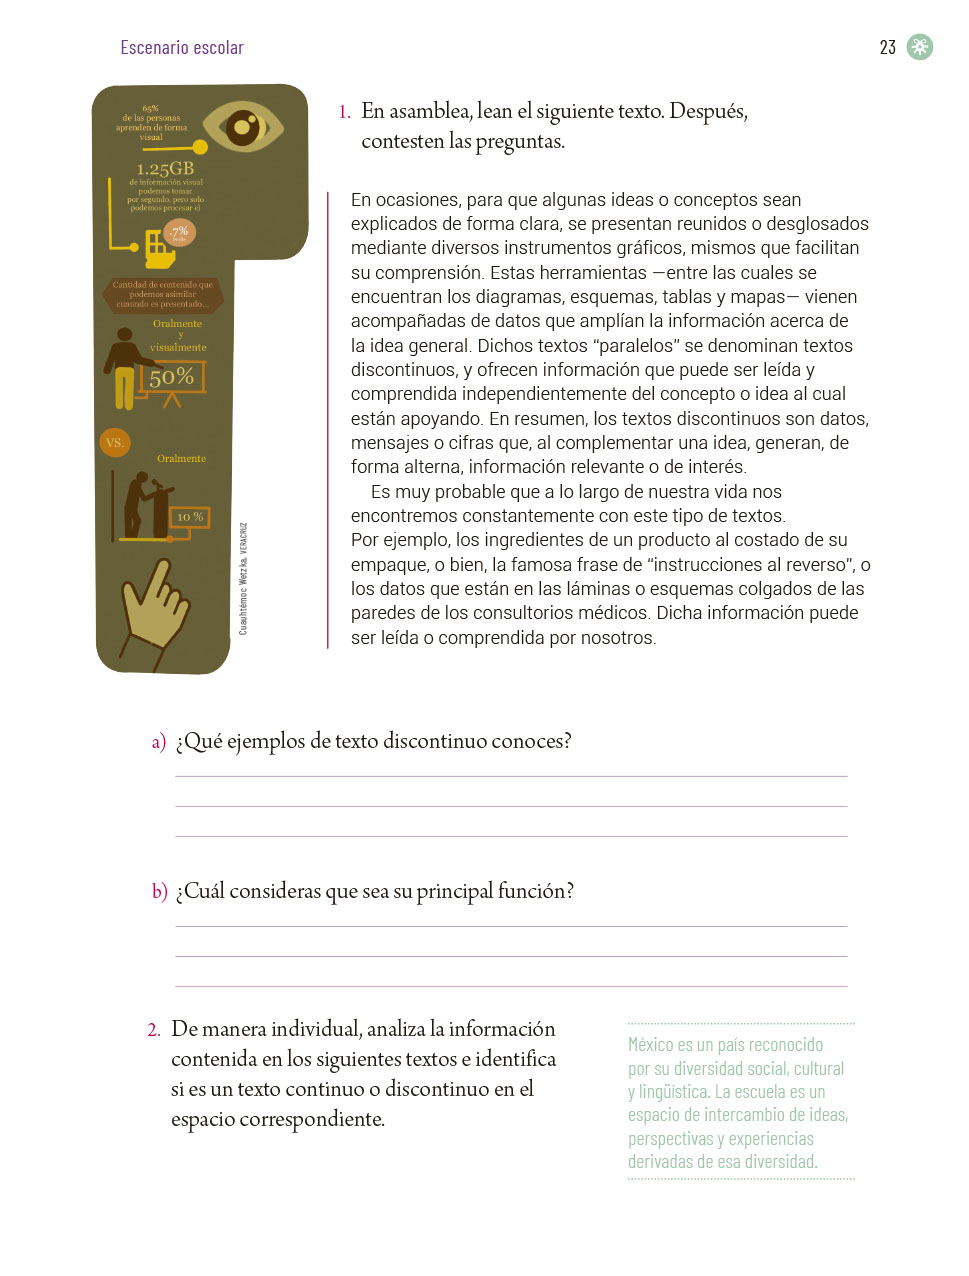 Escenario escolar
23
65%
de las personas
aprenden de forma
visual
1.25GB
de información visual
podemos tomar
por segundo, pero solo
podemos procesar el
.7%
Cantidad de contenido que
podemos asimilar
cuaundo es presentado...
Oralmente
y
visualmente
50%
VS.
Oralmente
10 %
Cuauhtémoc Wetzka, VERACRUZ
1. En asamblea, lean el siguiente texto. Después,
contesten las preguntas.
En ocasiones, para que algunas ideas o conceptos sean
explicados de forma clara, se presentan reunidos o desglosados
mediante diversos instrumentos gráficos, mismos que facilitan
su comprensión. Estas herramientas —entre las cuales se
encuentran los diagramas, esquemas, tablas y mapas— vienen
acompañadas de datos que amplían la información acerca de
la idea general. Dichos textos “paralelos” se denominan textos
discontinuos, y ofrecen información que puede ser leída y
comprendida independientemente del concepto o idea al cual
están apoyando. En resumen, los textos discontinuos son datos,
mensajes o cifras que, al complementar una idea, generan, de
forma alterna, información relevante o de interés.
Es muy probable que a lo largo de nuestra vida nos
encontremos constantemente con este tipo de textos.
Por ejemplo, los ingredientes de un producto al costado de su
empaque, o bien, la famosa frase de “instrucciones al reverso”, o
los datos que están en las láminas o esquemas colgados de las
paredes de los consultorios médicos. Dicha información puede
ser leída o comprendida por nosotros.
a) ¿Qué ejemplos de texto discontinuo conoces?
b) ¿Cuál consideras que sea su principal función?
2. De manera individual, analiza la información
contenida en los siguientes textos e identifica
si es un texto continuo o discontinuo en el
espacio correspondiente.
México es un país reconocido
por su diversidad social, cultural
y lingüística. La escuela es un
espacio de intercambio de ideas,
perspectivas y experiencias
derivadas de esa diversidad.